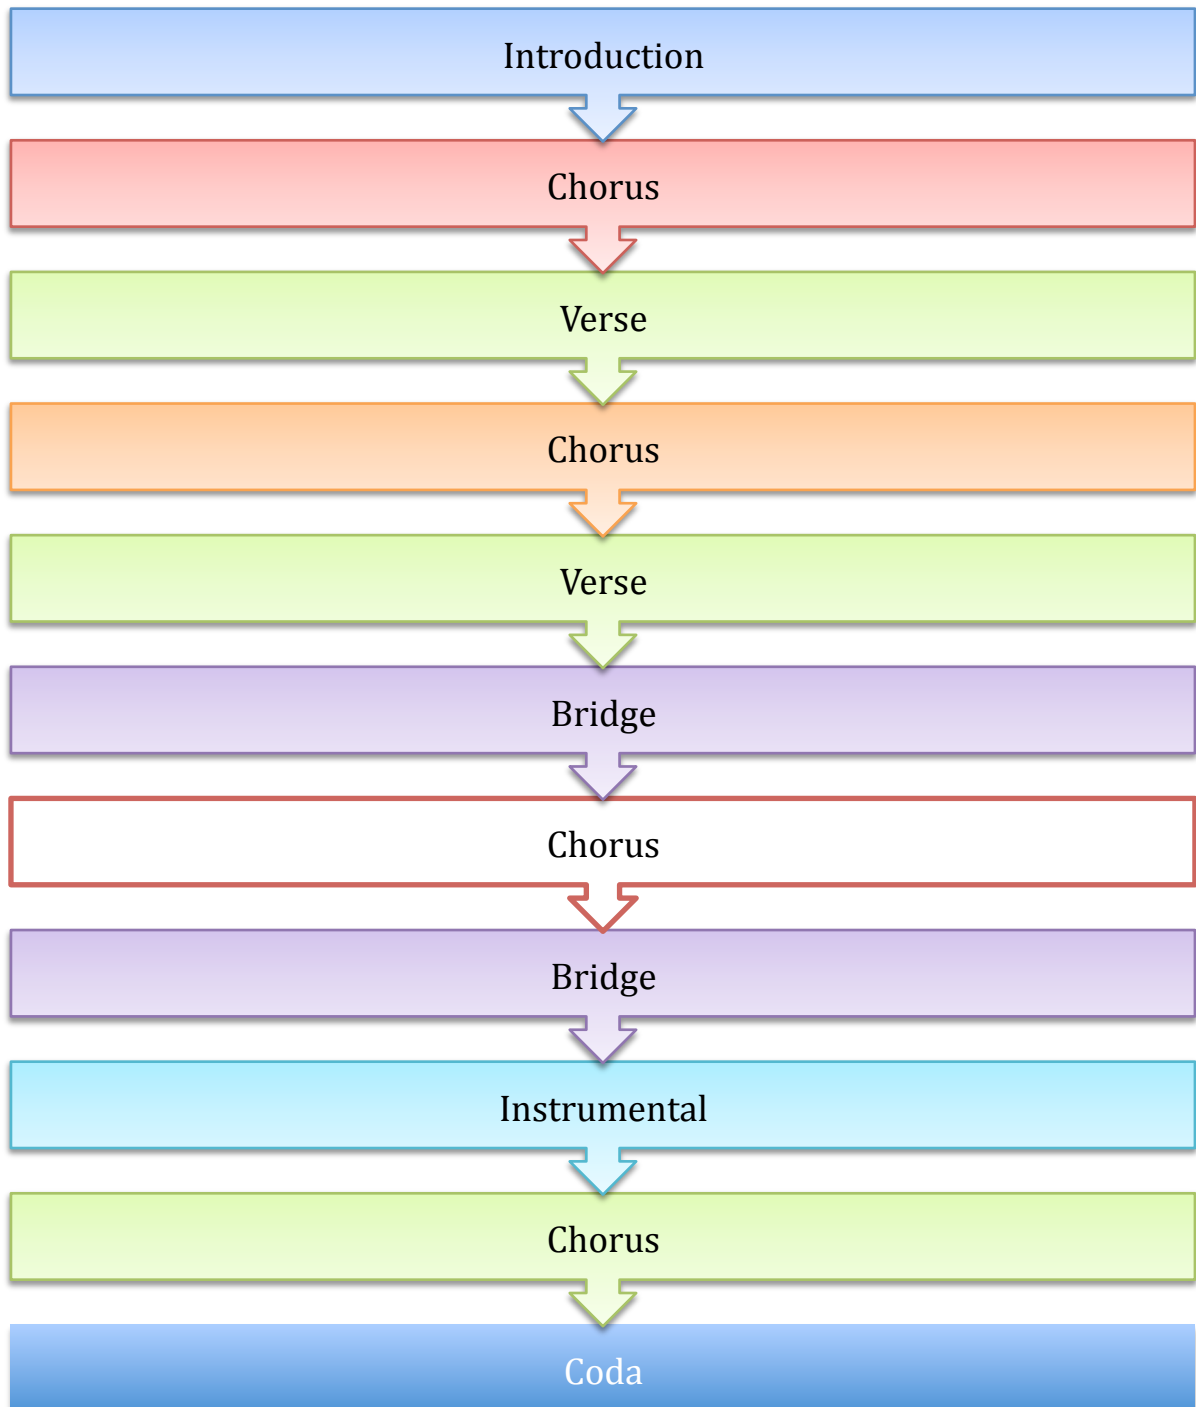 Introduction
Chorus
Verse
Chorus
Verse
Bridge
Chorus
Bridge
Instrumental
Chorus
Coda